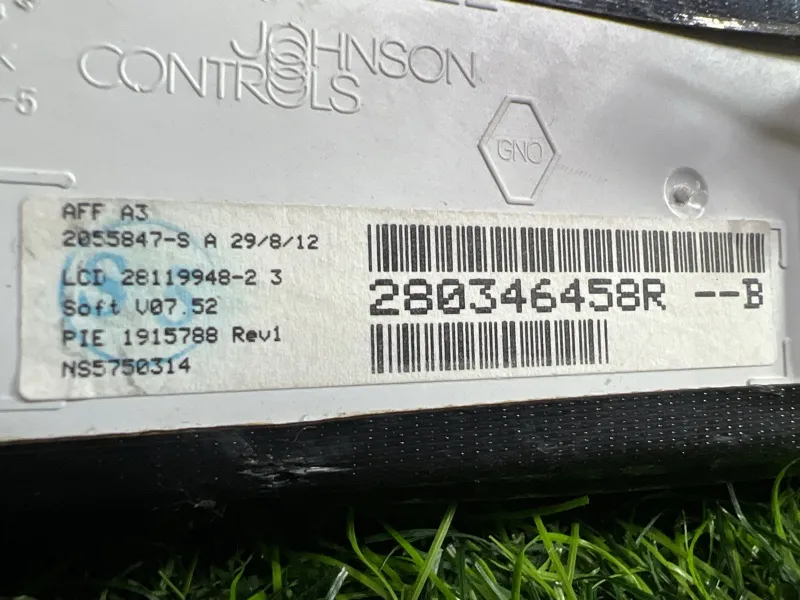 -5
JOHNSON
CONTROLS
GNO
AFF A3
2055847-S A 29/8/12
LCD 28119948-2 3
Soft V07.52
PIE 1915788 Rev1
NS5750314
280346458R --B